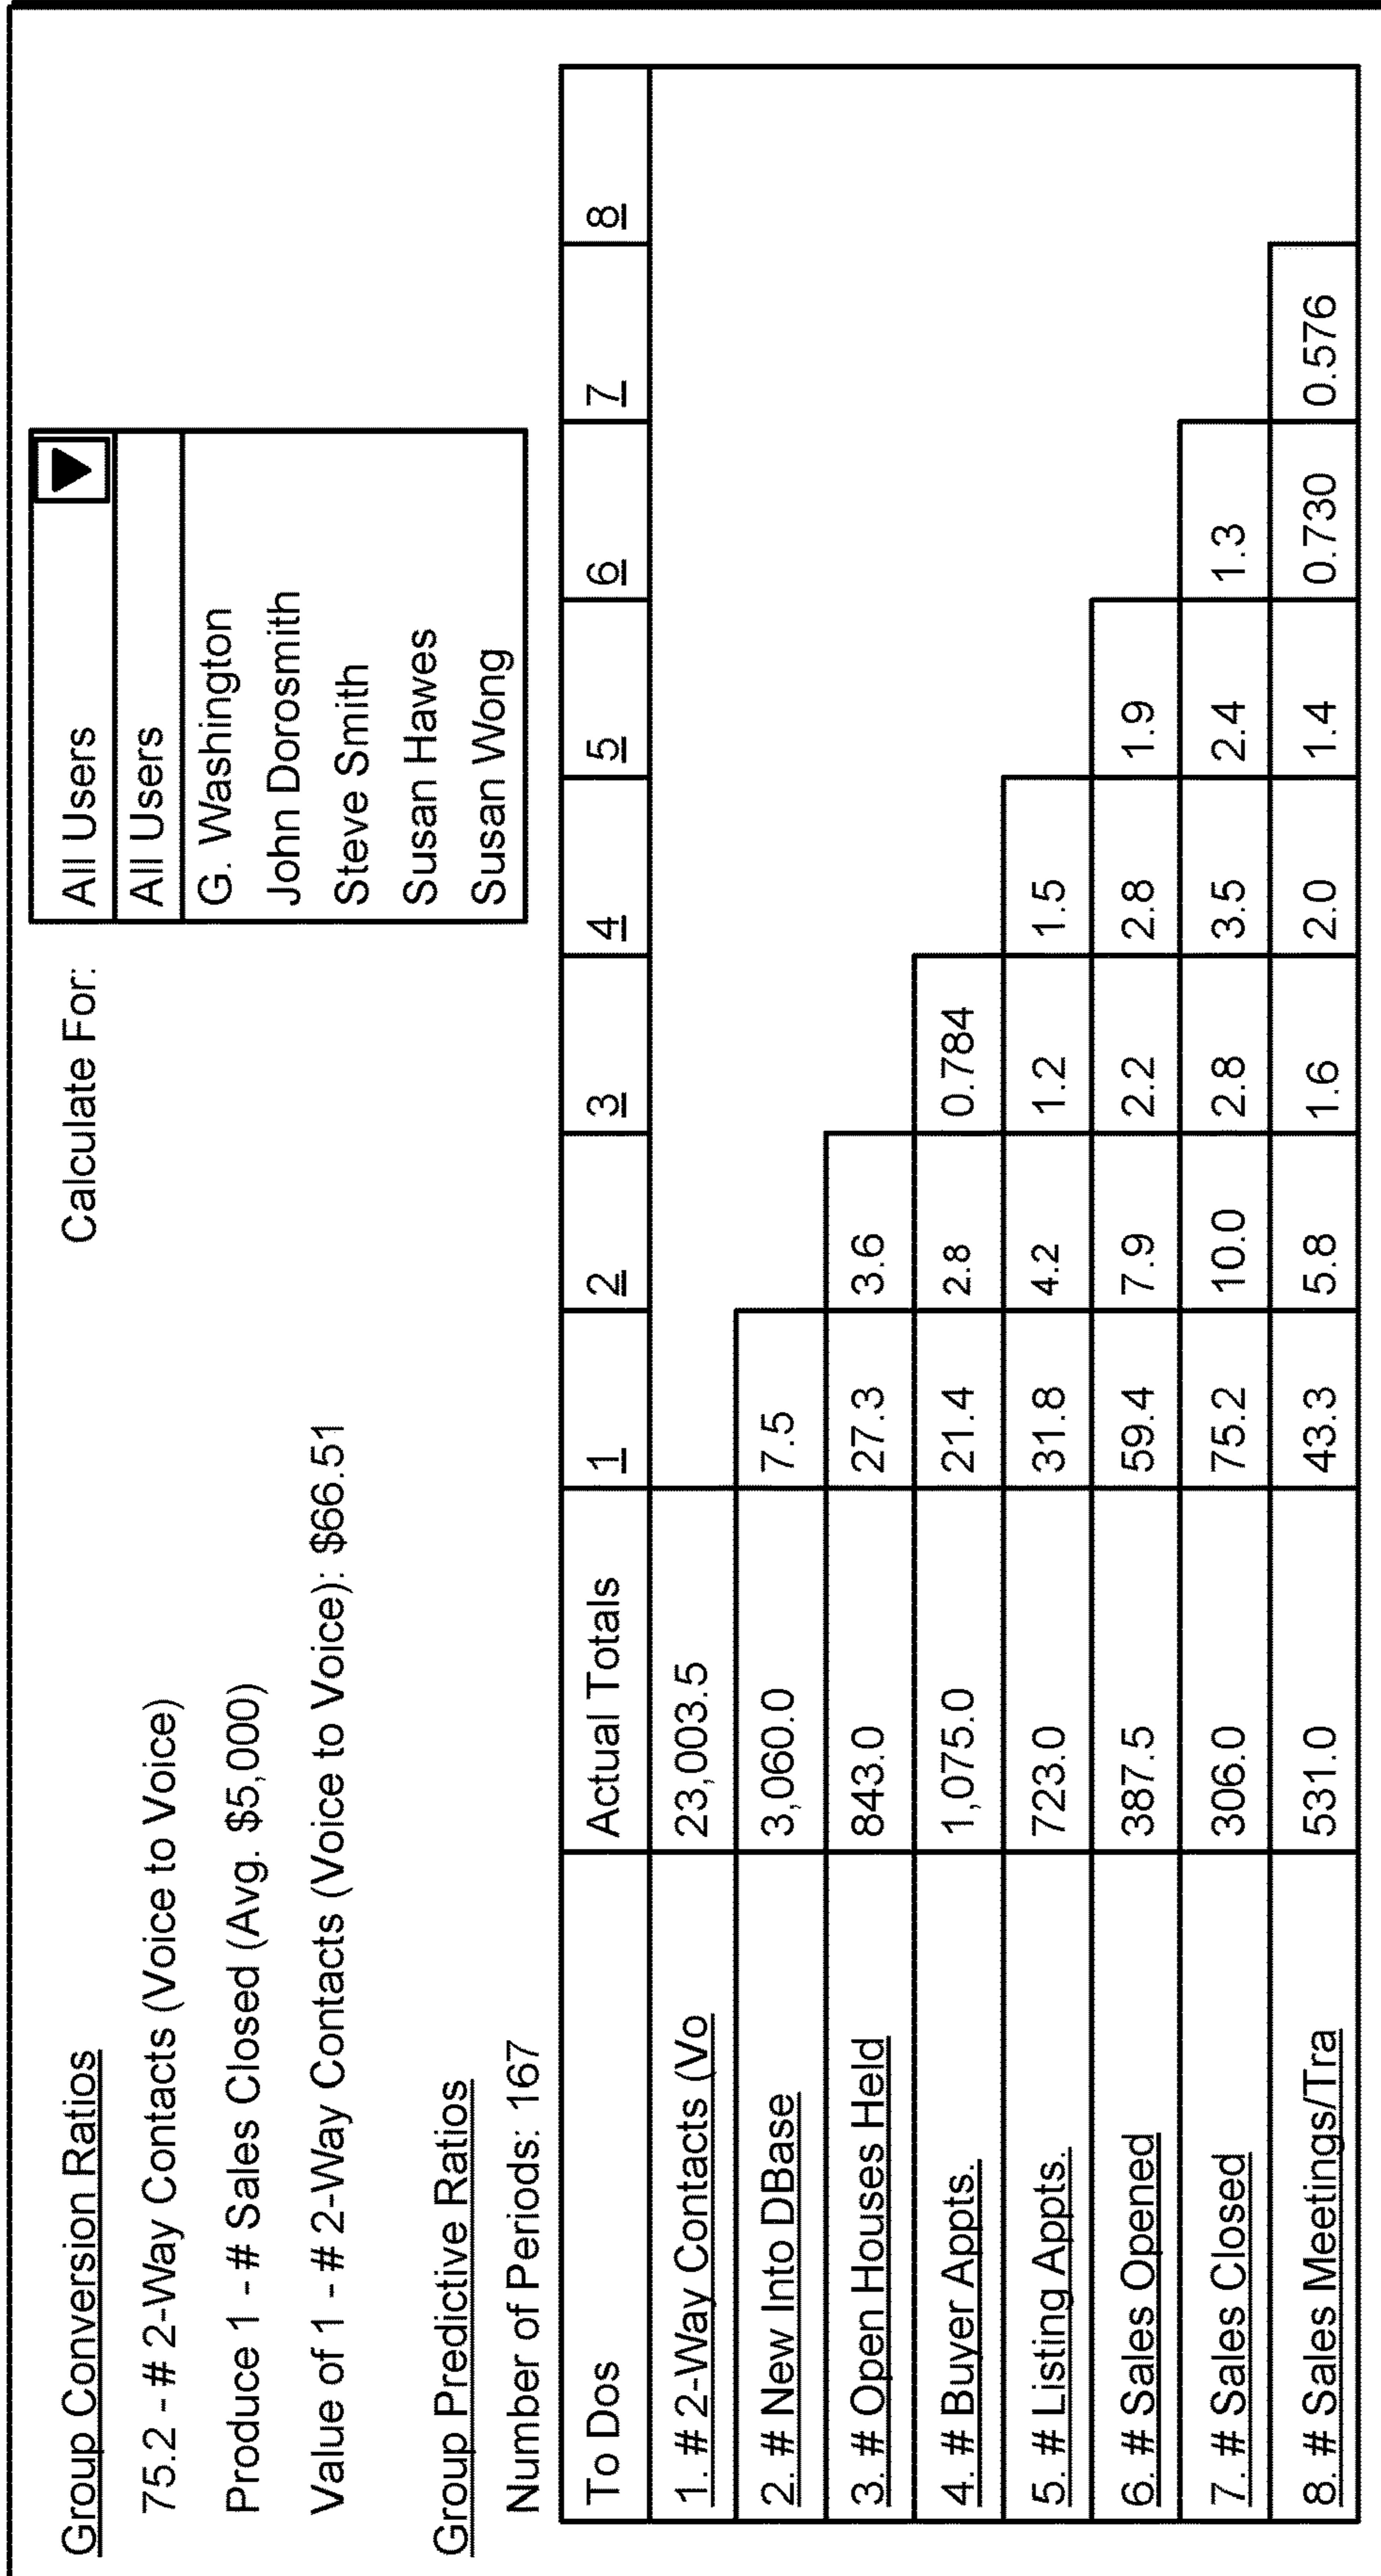 Group Conversion Ratios
75.2 - # 2-Way Contacts (Voice to Voice)
Produce 1 - # Sales Closed (Avg. $5,000)
Value of 1 - # 2-Way Contacts (Voice to Voice): $66.51
Calculate For:
All Users
All Users
G. Washington
John Dorosmith
Steve Smith
Susan Hawes
Susan Wong
Group Predictive Ratios
Number of Periods: 167
To Dos Actual Totals 1 2 3 4 5 6 7 8
1. # 2-Way Contacts (Vo 23,003.5
2. # New Into DBase 3,060.0 7.5
3. # Open Houses Held 843.0 27.3 3.6
4. # Buyer Appts. 1,075.0 21.4 2.8 0.784
5. # Listing Appts. 723.0 31.8 4.2 1.2 1.5
6. # Sales Opened 387.5 59.4 7.9 2.2 2.8 1.9
7. # Sales Closed 306.0 75.2 10.0 2.8 3.5 2.4 1.3
8. # Sales Meetings/Tra 531.0 43.3 5.8 1.6 2.0 1.4 0.730 0.576